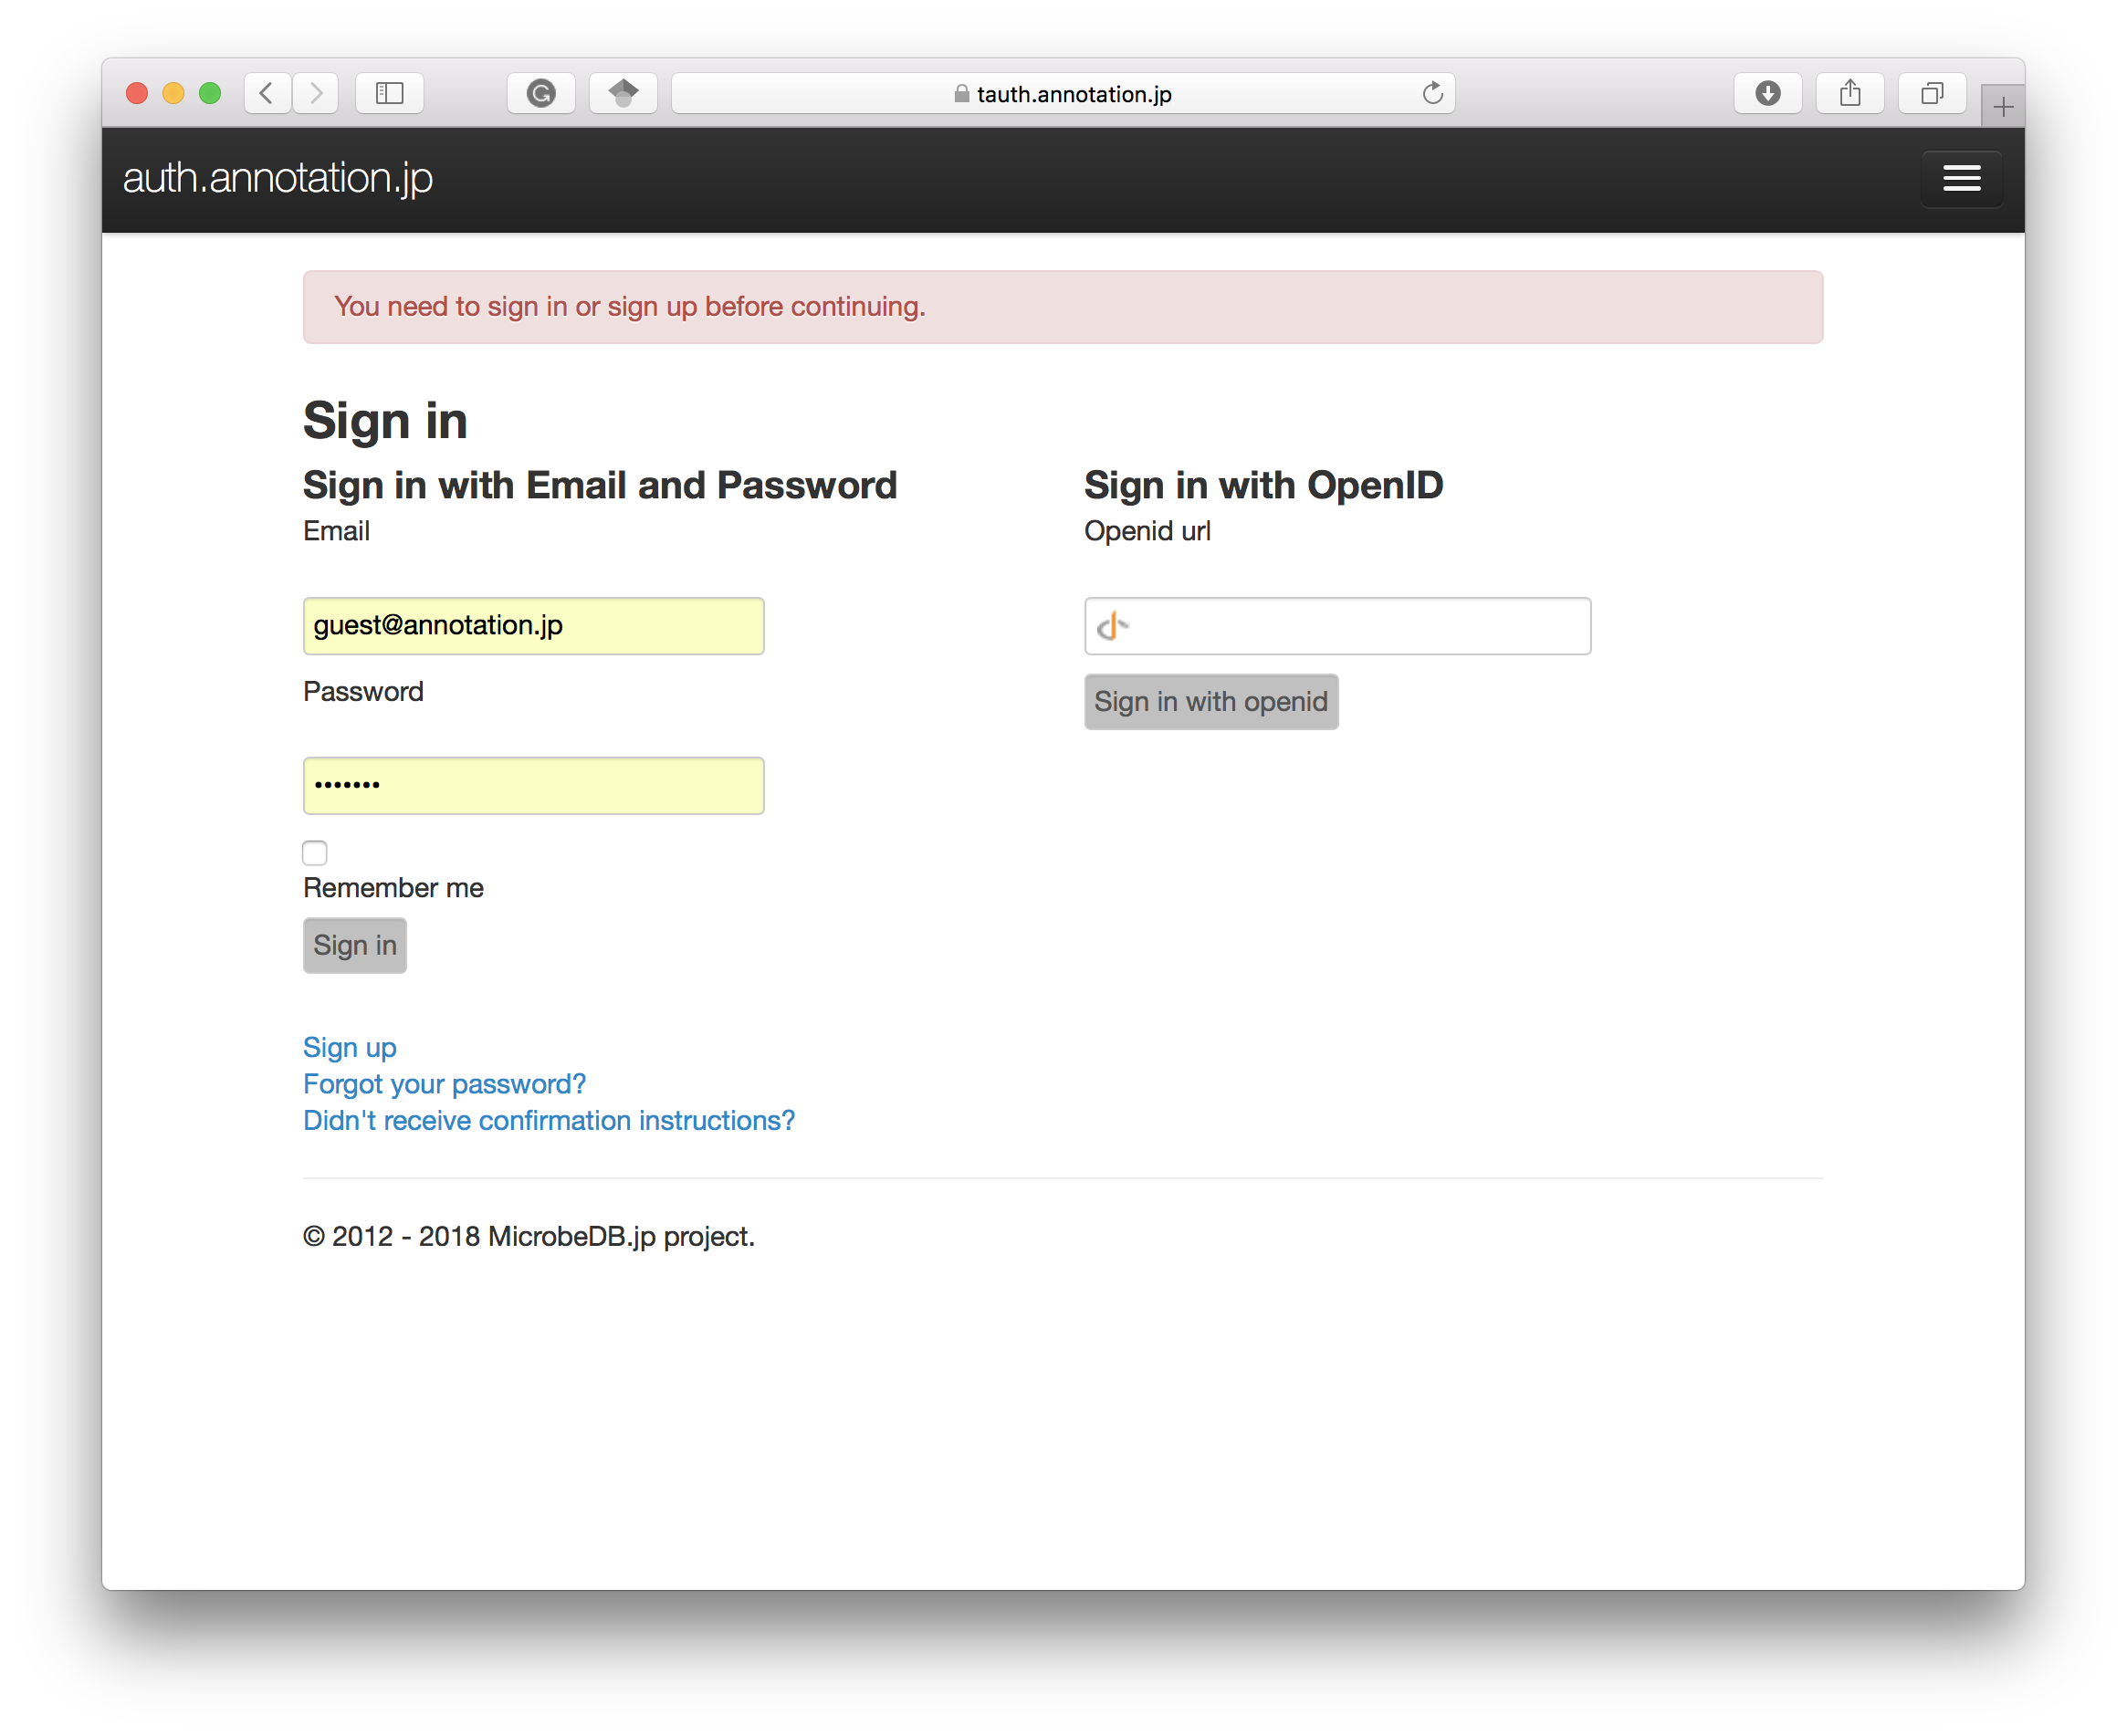 tauth.annotation.jp
auth.annotation.jp
You need to sign in or sign up before continuing.
Sign in
Sign in with Email and Password
Email
guest@annotation.jp
Password
•••••••
Remember me
Sign in
Sign in with OpenID
Openid url
Sign in with openid
Sign up
Forgot your password?
Didn't receive confirmation instructions?
© 2012 - 2018 MicrobeDB.jp project.